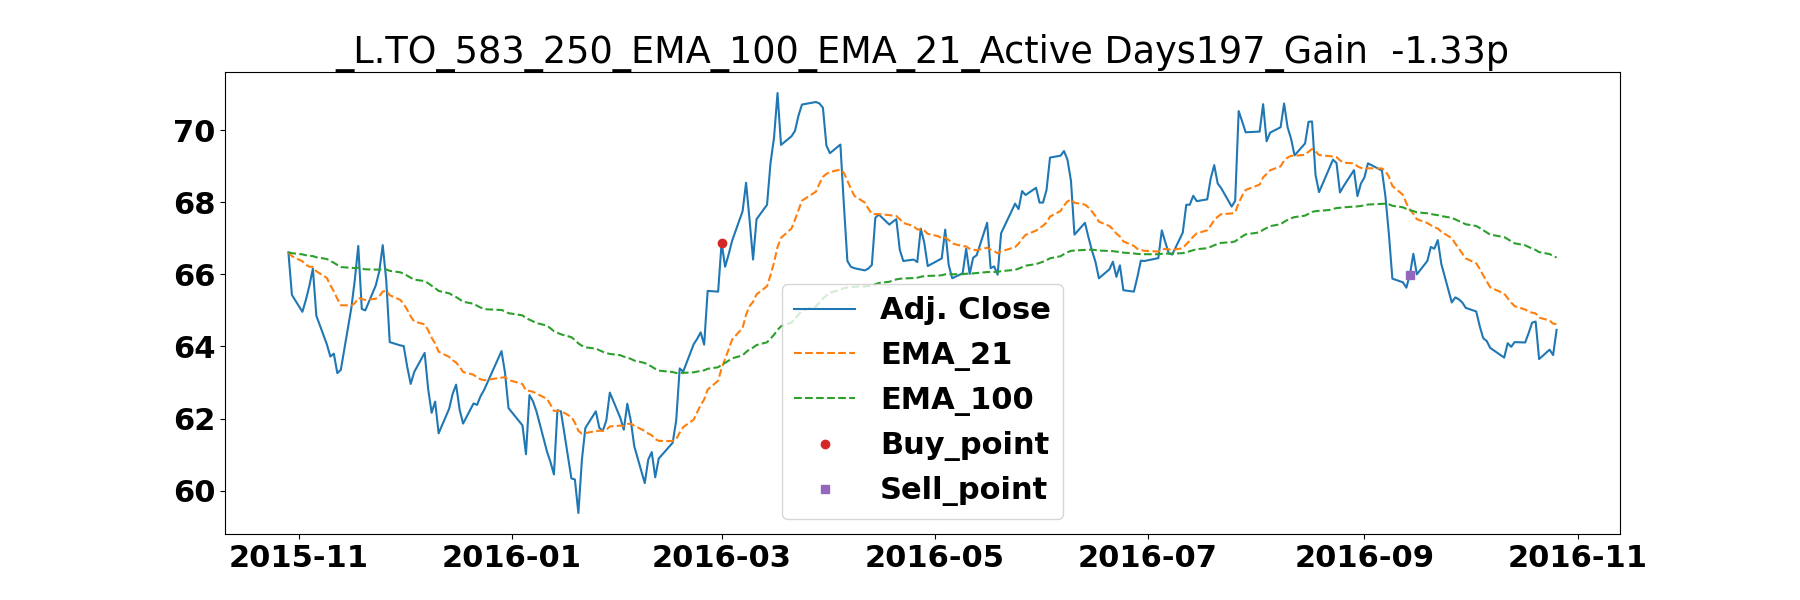 _L.TO_583_250_EMA_100_EMA_21_Active Days197_Gain  -1.33p
70
68
66
64
62
60
Adj. Close
EMA_21
EMA_100
Buy_point
Sell_point
2015-11 2016-01 2016-03 2016-05 2016-07 2016-09 2016-11